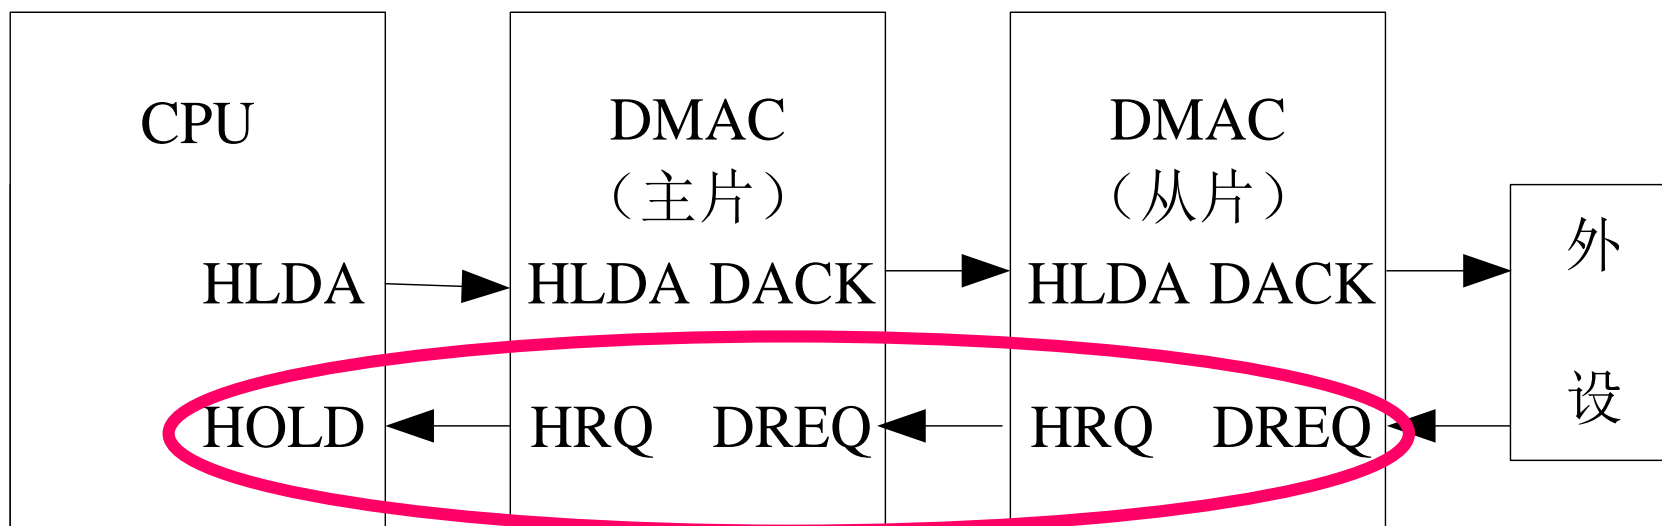 CPU
HLDA
HOLD
DMAC
（主片）
HLDA DACK
HRQ DREQ
DMAC
（从片）
HLDA DACK
HRQ DREQ
外
设